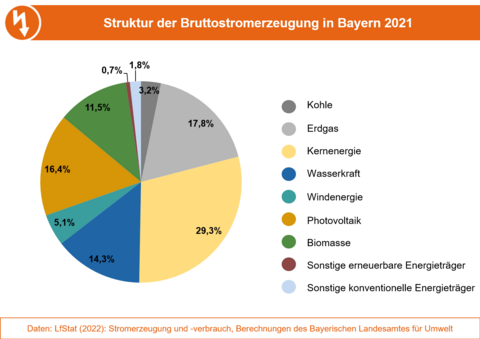 Struktur der Bruttostromerzeugung in Bayern 2021
1,8%
0,7%
3,2%
11,5%
17,8%
16,4%
5,1%
14,3%
29,3%
Kohle
Erdgas
Kernenergie
Wasserkraft
Windenergie
Photovoltaik
Biomasse
Sonstige erneuerbare Energieträger
Sonstige konventionelle Energieträger
Daten: LfStat (2022): Stromerzeugung und -verbrauch, Berechnungen des Bayerischen Landesamtes für Umwelt